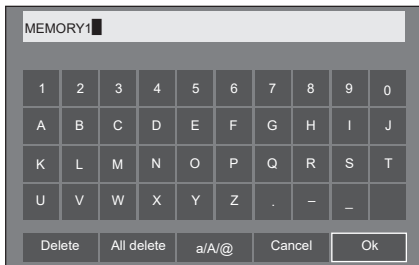 MEMORY1
1 2 3 4 5 6 7 8 9 0
A B C D E F G H I J
K L M N O P Q R S T
U V W X Y Z . – _
Delete All delete a/A/@ Cancel Ok